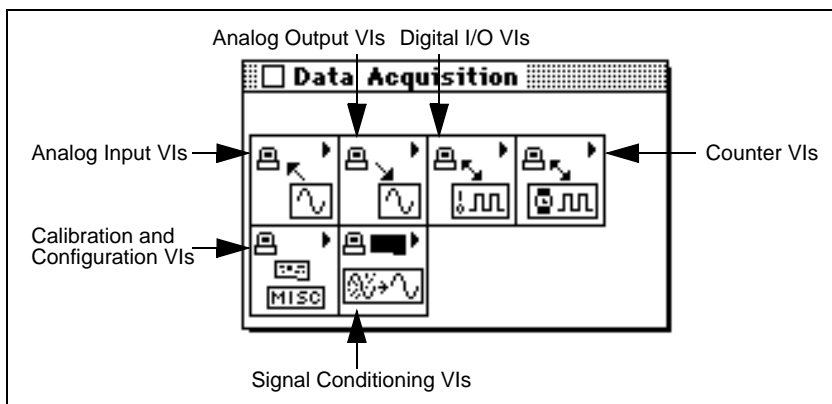 Analog Output VIs Digital I/O VIs
Data Acquisition
Analog Input VIs
Counter VIs
Calibration and
Configuration VIs
MISC
Signal Conditioning VIs